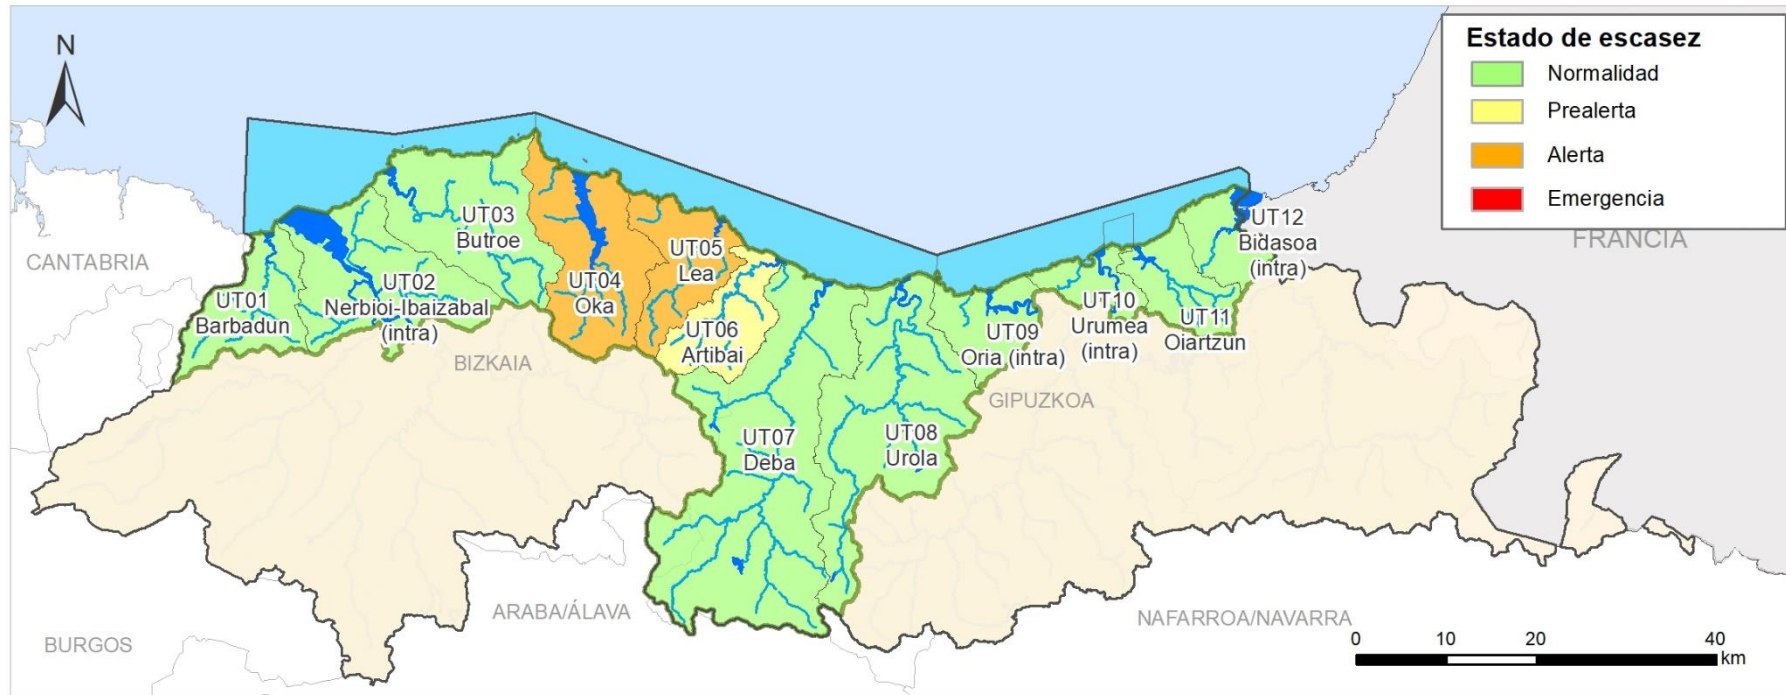 N
Estado de escasez
Normalidad
Prealerta
Alerta
Emergencia
CANTABRIA
FRANCIA
UT01
Barbadun
UT02
Nerbioi-Ibaizabal
(intra)
UT03
Butroe
UT04
Oka
UT05
Lea
UT06
Artibai
UT07
Deba
UT08
Urola
UT09
Oria (intra)
UT10
Urumea
(intra)
UT11
Oiartzun
UT12
Bidasoa
(intra)
BIZKAIA
GIPUZKOA
ARABA/ÁLAVA
BURGOS
NAFARROA/NAVARRA
0 10 20 40
km